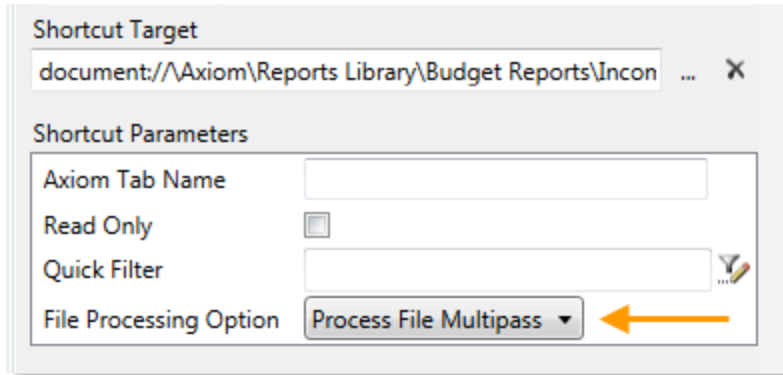 Shortcut Target
document://\Axiom\Reports Library\Budget Reports\Incon ...
Shortcut Parameters
Axiom Tab Name
Read Only
Quick Filter
File Processing Option Process File Multipass